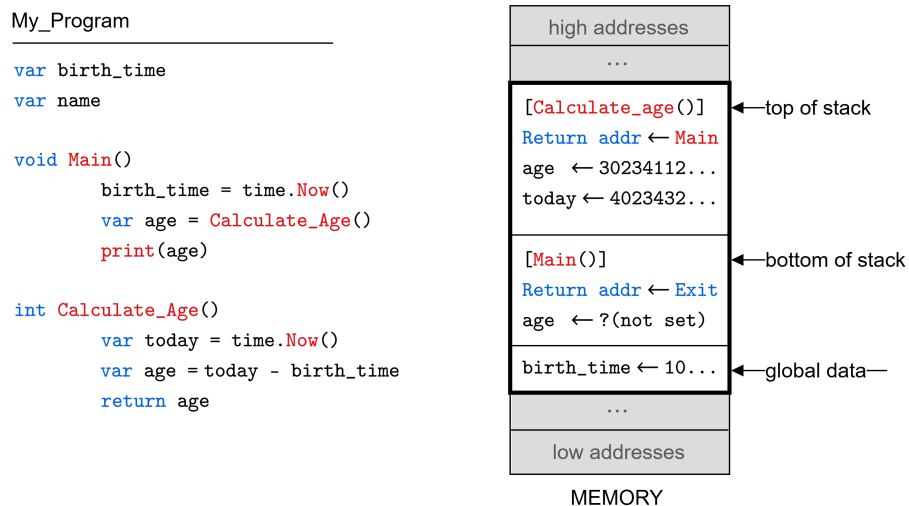 My_Program
var birth_time
var name
void Main()
birth_time = time.Now()
var age = Calculate_Age()
print(age)
int Calculate_Age()
var today = time.Now()
var age = today - birth_time
return age
high addresses
...
[Calculate_age()]
Return addr ← Main
age ← 30234112...
today ← 4023432...
[Main()]
Return addr ← Exit
age ← ?(not set)
birth_time ← 10...
...
low addresses
MEMORY
top of stack
bottom of stack
global data